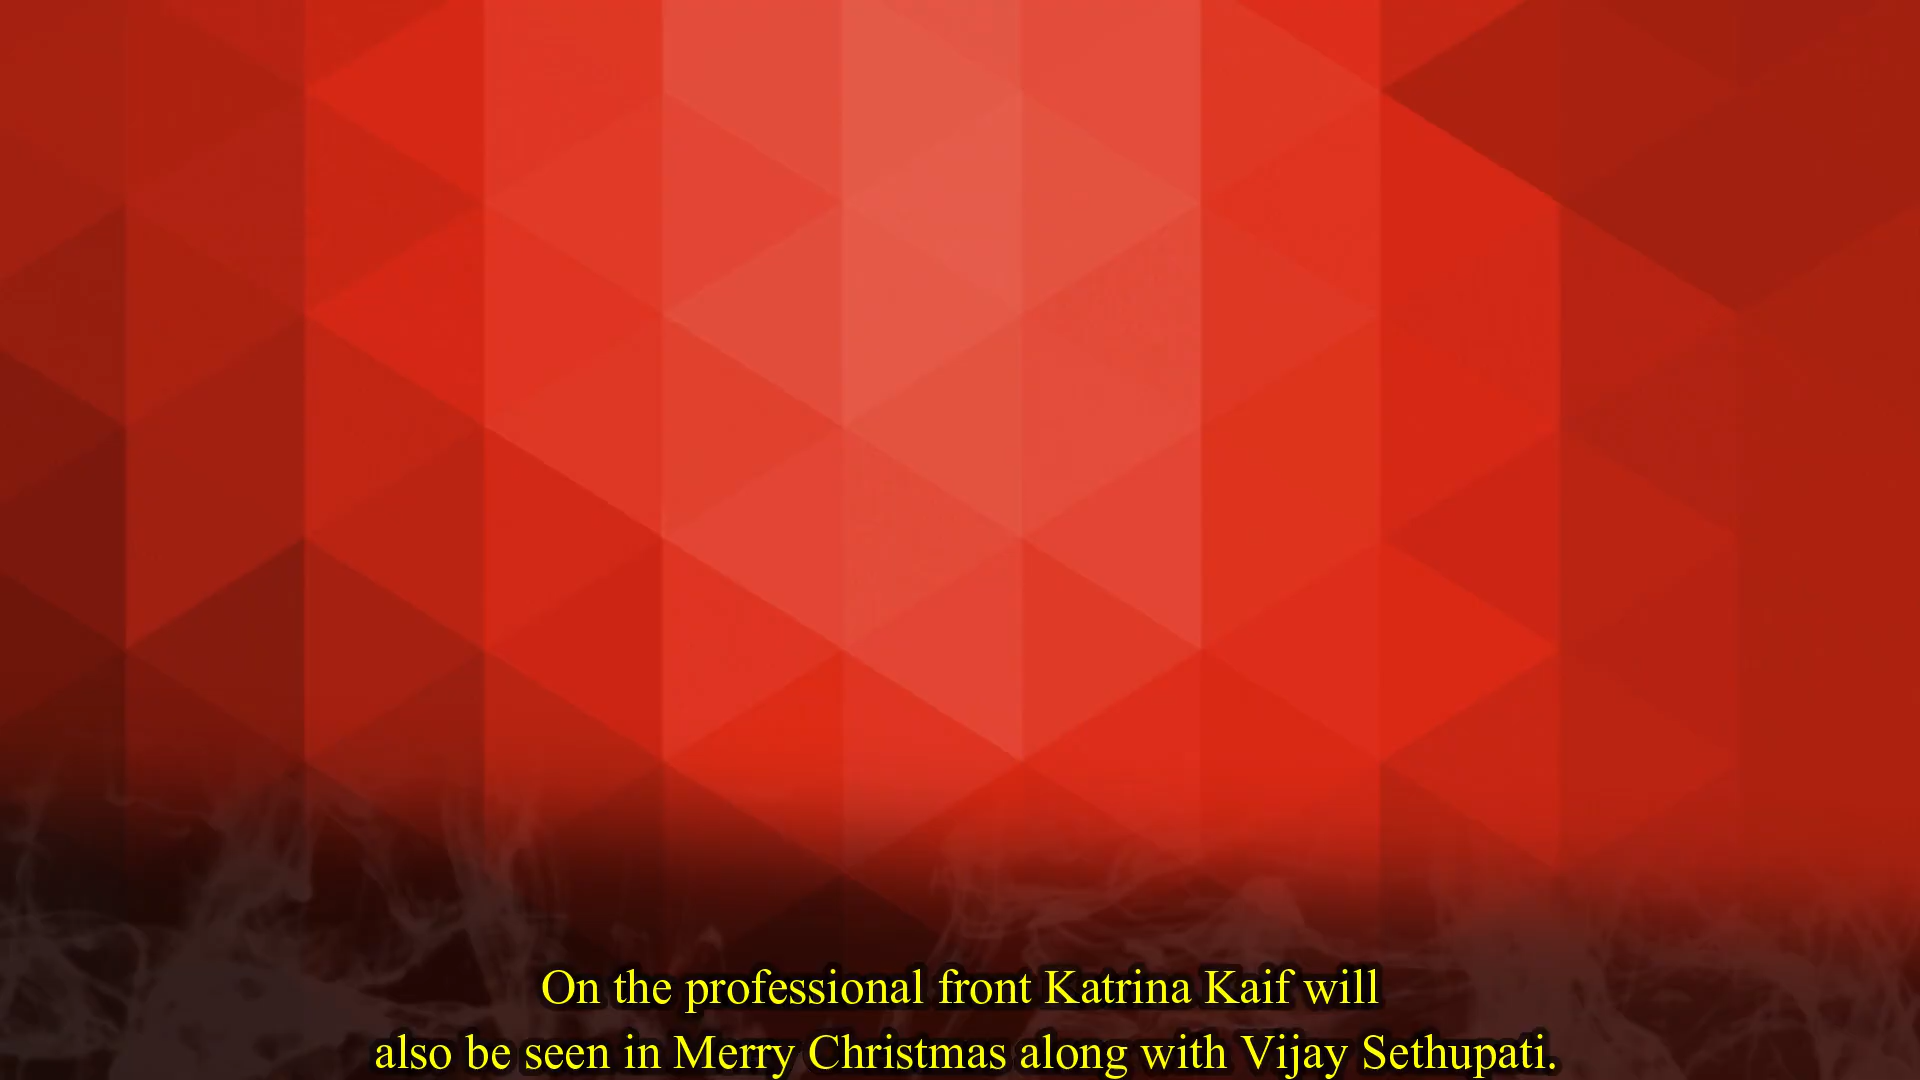 On the professional front Katrina Kaif will
also be seen in Merry Christmas along with Vijay Sethupati.